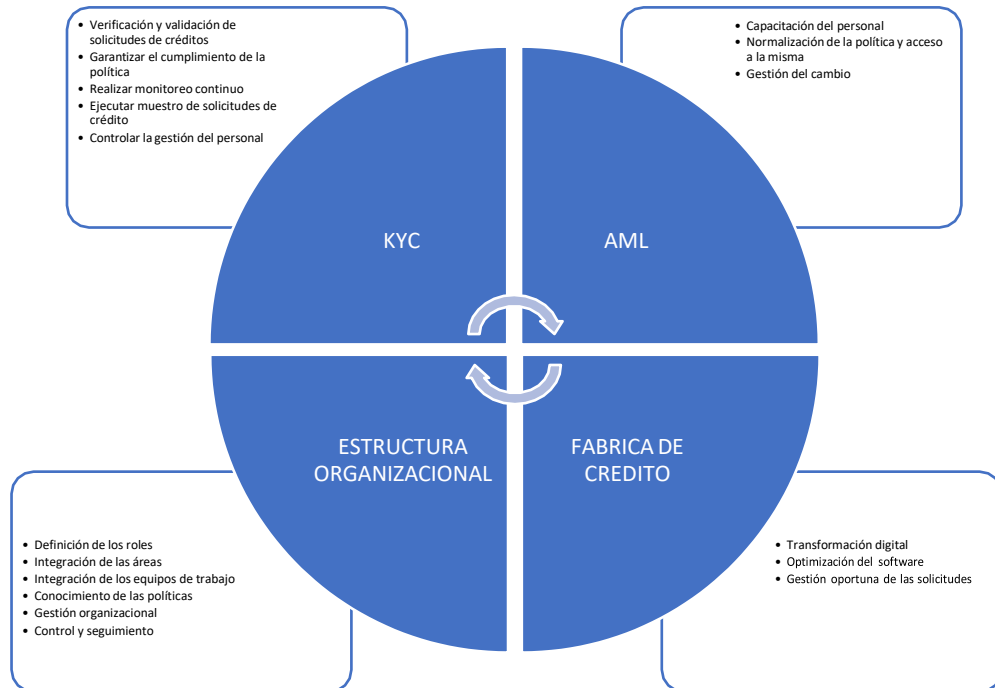 • Verificación y validación de
solicitudes de créditos
• Garantizar el cumplimiento de la
política
• Realizar monitoreo continuo
• Ejecutar muestro de solicitudes de
crédito
• Controlar la gestión del personal
• Capacitación del personal
• Normalización de la política y acceso
a la misma
• Gestión del cambio
KYC
AML
ESTRUCTURA
ORGANIZACIONAL
FABRICA DE
CREDITO
• Definición de los roles
• Integración de las áreas
• Integración de los equipos de trabajo
• Conocimiento de las políticas
• Gestión organizacional
• Control y seguimiento
• Transformación digital
• Optimización del software
• Gestión oportuna de las solicitudes